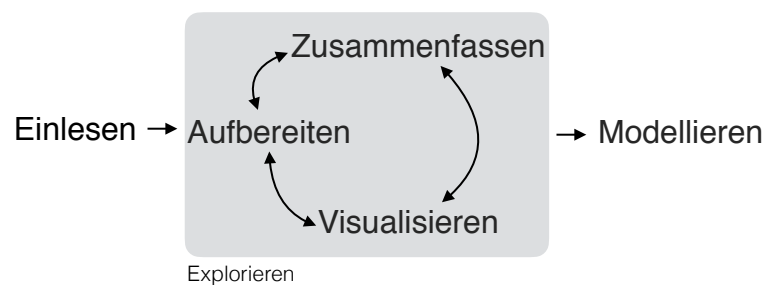 Zusammenfassen
Einlesen
Aufbereiten
Modellieren
Visualisieren
Explorieren